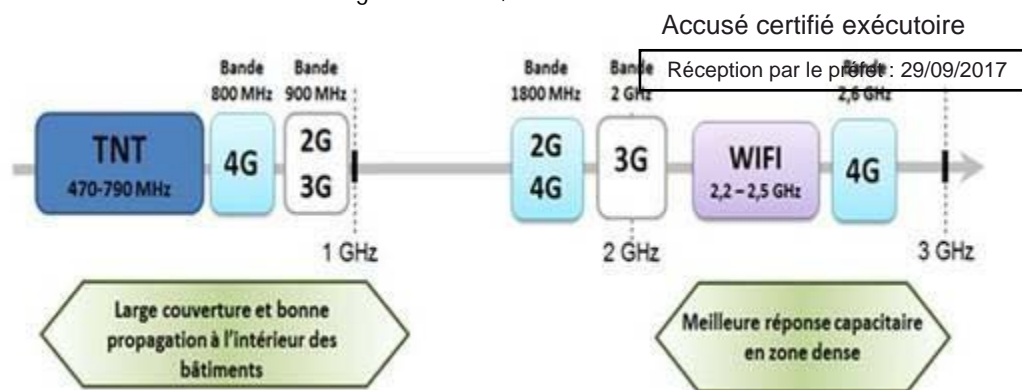 Accusé certifié exécutoire
Réception par le préfet : 29/09/2017
Bande
800 MHz
Bande
900 MHz
Bande
1800 MHz
Bande
2 GHz
2,6 GHz
TNT
470-790 MHz
4G
2G
3G
2G
4G
3G
WIFI
2,2 – 2,5 GHz
4G
1 GHz
2 GHz
3 GHz
Large couverture et bonne
propagation à l'intérieur des
bâtiments
Meilleure réponse capacitaire
en zone dense